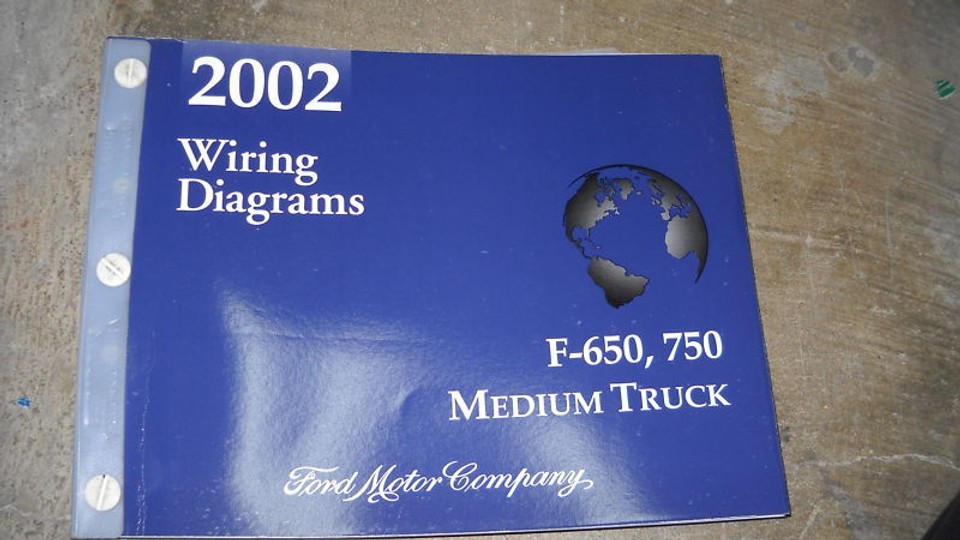 2002
Wiring
Diagrams
F-650, 750
MEDIUM TRUCK
Ford Motor Company,